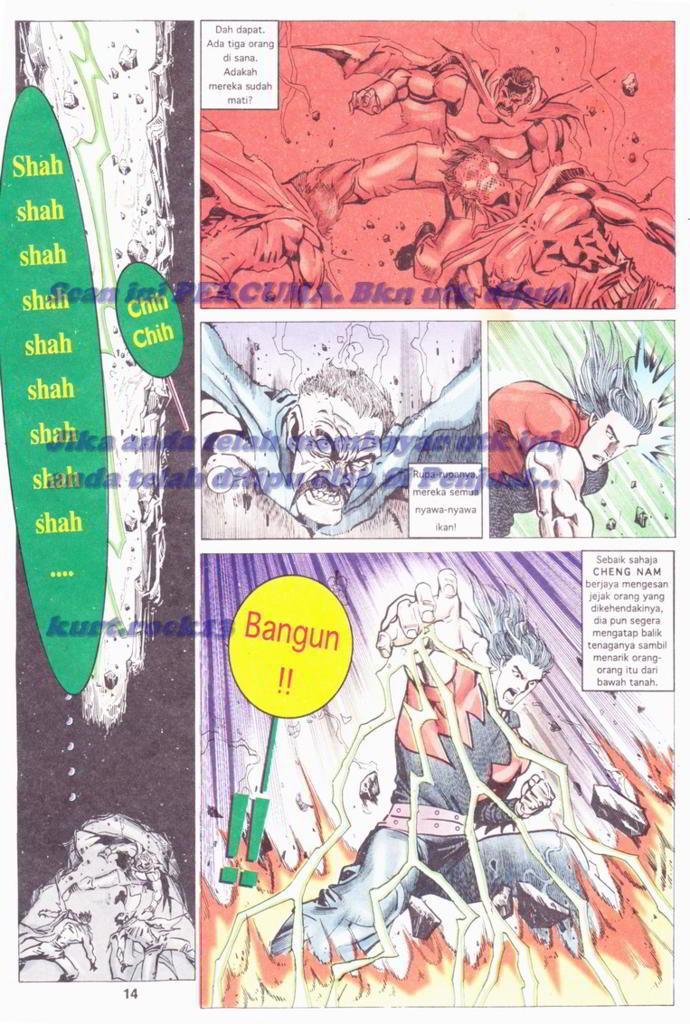 Shah
shah
shah
shah
shah
shah
shah
shah
shah
....
Chih
Chih
Dah dapat.
Ada tiga orang
di sana.
Adakah
mereka sudah
mati?
Scan ini PERCUMA. Bkn utk dijual
Jika anda telah membayar utk ini,
anda telah ditipu oleh si penjual...
Rupa-rupanya,
mereka semua
nyawa-nyawa
ikan!
kurt.rock13
Bangun
!!
!!
Sebaik sahaja
CHENG NAM
berjaya mengesan
jejak orang yang
dikehendakinya,
dia pun segera
mengatap balik
tenaganya sambil
menarik orang-
orang itu dari
bawah tanah.
14